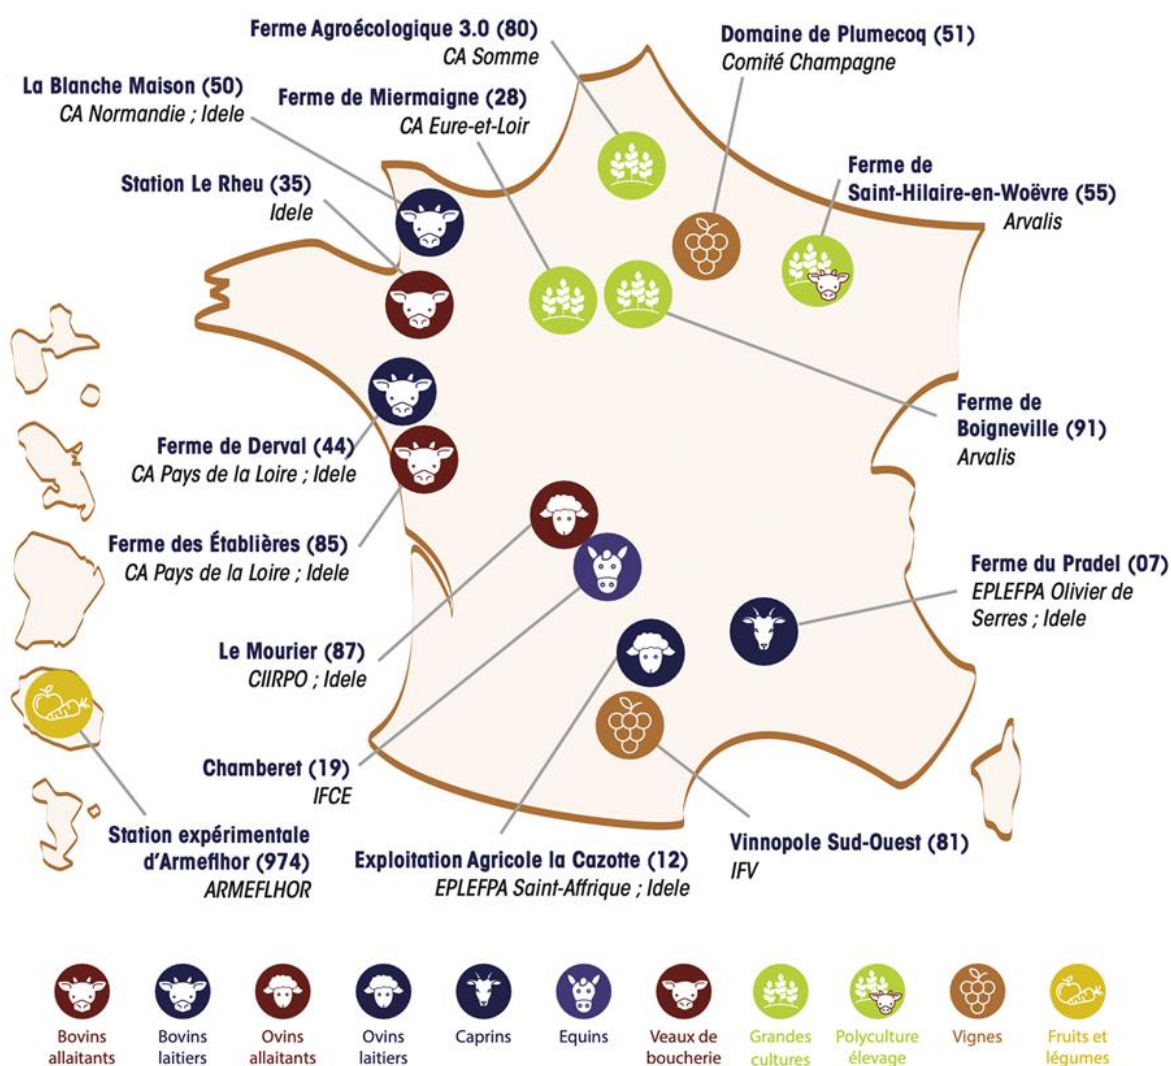 Ferme Agroécologique 3.0 (80)
CA Somme
Domaine de Plumecoq (51)
Comité Champagne
La Blanche Maison (50)
CA Normandie ; Idele
Ferme de Miermaigne (28)
CA Eure-et-Loir
Station Le Rheu (35)
Idele
Ferme de
Saint-Hilaire-en-Woëvre (55)
Arvalis
Ferme de
Boigneville (91)
Arvalis
Ferme de Derval (44)
CA Pays de la Loire ; Idele
Ferme des Établières (85)
CA Pays de la Loire ; Idele
Ferme du Pradel (07)
EPLEFPA Olivier de
Serres ; Idele
Le Mourier (87)
CIIRPO ; Idele
Chamberet (19)
IFCE
Station expérimentale
d'Armeflhor (974)
ARMEFLHOR
Exploitation Agricole la Cazotte (12)
EPLEFPA Saint-Affrique ; Idele
Vinnopole Sud-Ouest (81)
IFV
Bovins
allaitants
Bovins
laitiers
Ovins
allaitants
Ovins
laitiers
Caprins
Equins
Veaux de
boucherie
Grandes
cultures
Polyculture
élevage
Vignes
Fruits et
légumes